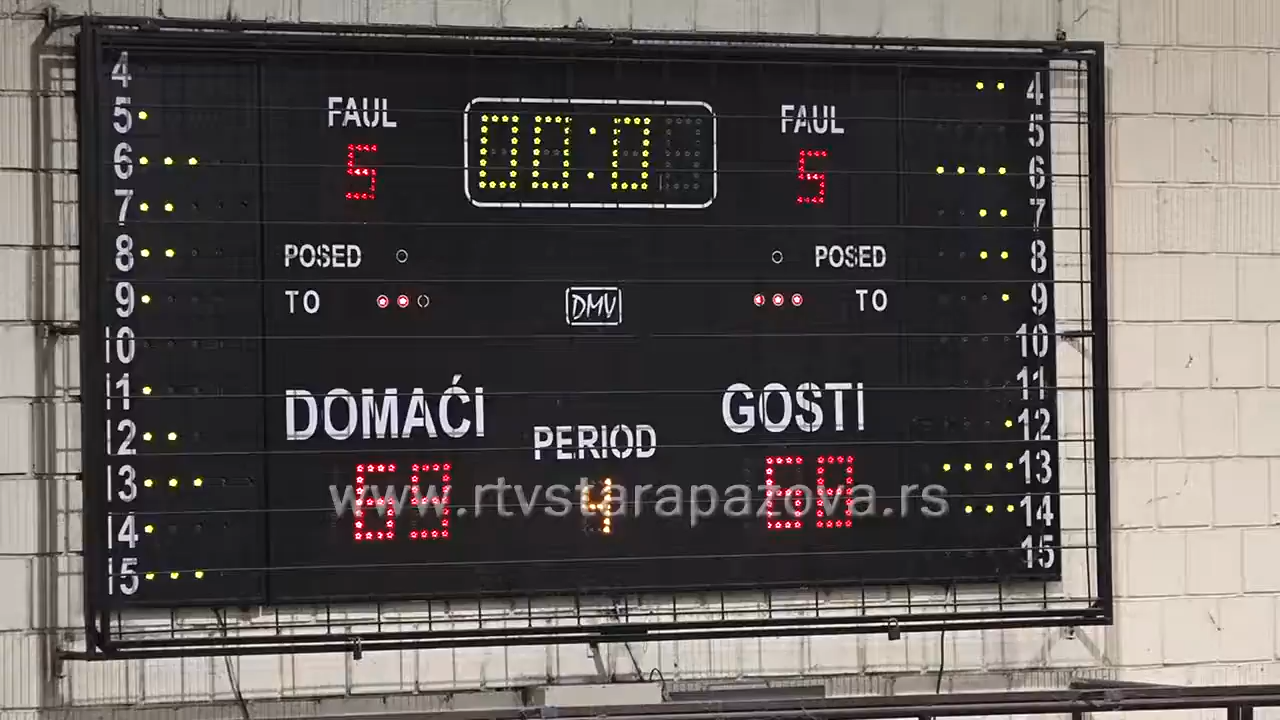 4 4
5 FAUL 00:0 FAUL 5
6 5 5 6
7 7
8 POSED POSED 8
9 TO DMV TO 9
10 10
11 DOMAĆI GOSTI 11
12 PERIOD 12
13 13
www.rtvstarapazova.rs
14 4 14
15 15